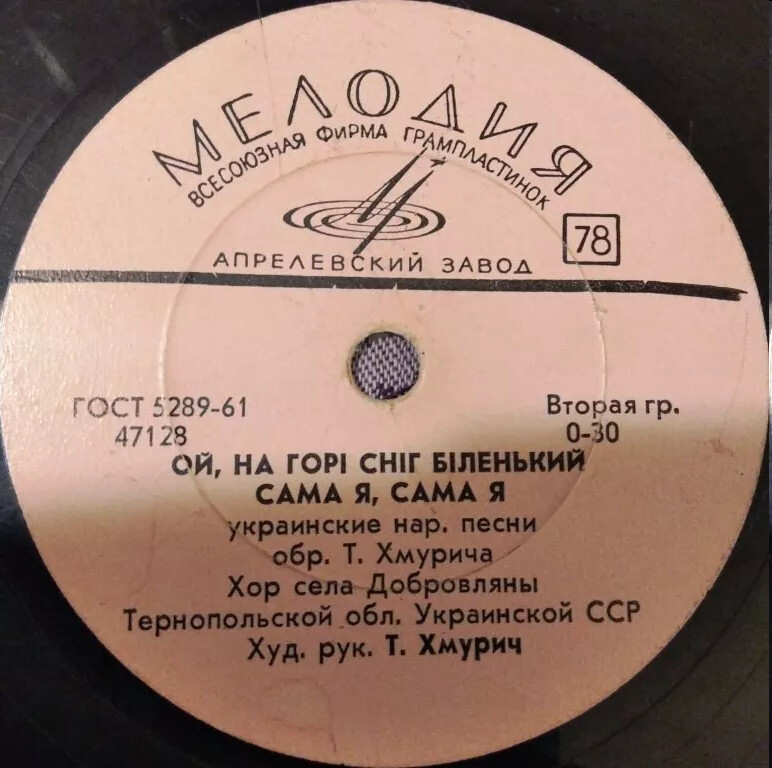 МЕЛОДИЯ
ВСЕСОЮЗНАЯ ФИРМА ГРАМПЛАСТИНОК
78
АПРЕЛЕВСКИЙ ЗАВОД
ГОСТ 5289-61
Вторая гр.
47128
0-30
ОЙ, НА ГОРІ СНІГ БІЛЕНЬКИЙ
САМА Я, САМА Я
украинские нар. песни
обр. Т. Хмурича
Хор села Добровляны
Тернопольской обл. Украинской ССР
Худ. рук. Т. Хмурич